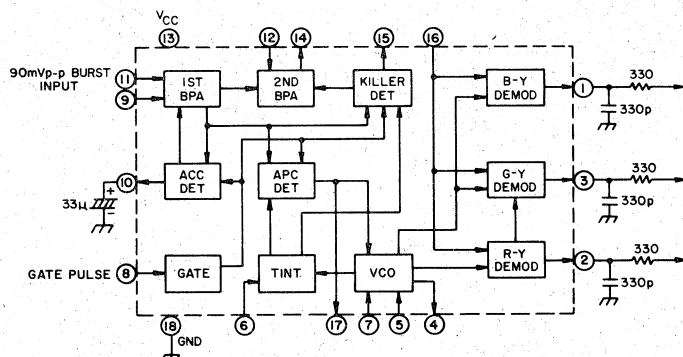 VCC
13
12
14
15
16
90mVp-p BURST
INPUT
11
9
1ST
BPA
2ND
BPA
KILLER
DET
B-Y
DEMOD
1
330
330p
10
+
33μ
-
ACC
DET
APC
DET
G-Y
DEMOD
3
330
330p
GATE PULSE
8
GATE
TINT
VCO
R-Y
DEMOD
2
330
330p
18
GND
6
17
7
5
4